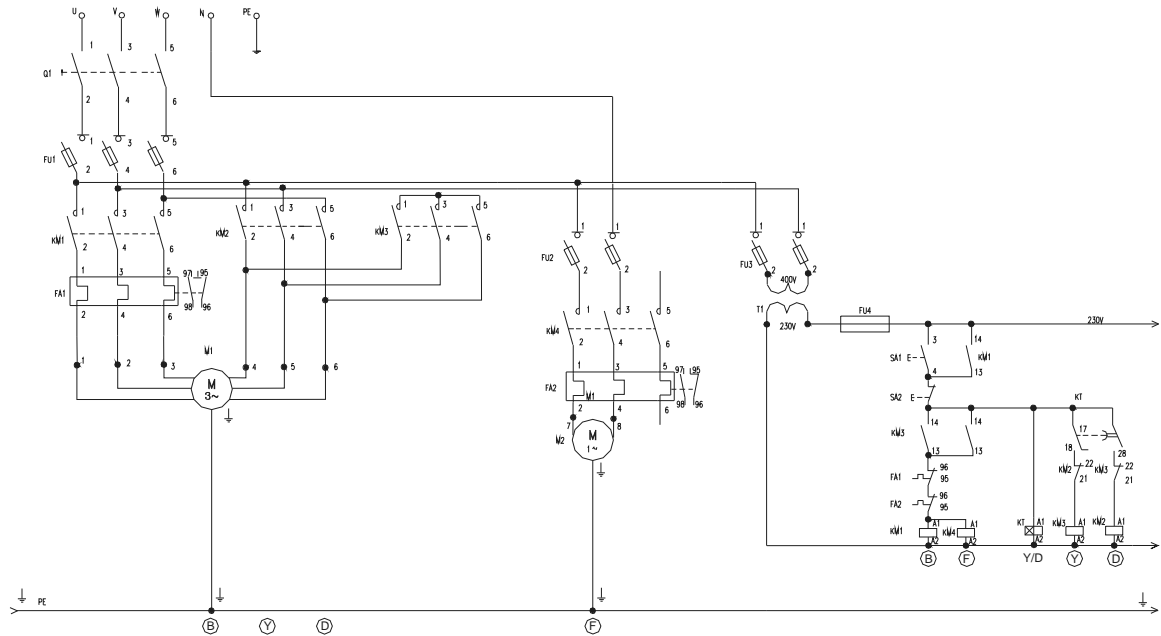 U V W N PE
1 3 5
Q1
2 4 6
1 3 5
FU1
2 4 6
1 3 5 1 3 5 1 3 5
KM1 KM2 KM3
2 4 6 2 4 6 2 4 6
1 1
FU2
2 2
1 1
FU3
2 2
400V
T1
230V
FU4
230V
1 3 5 97 95
FA1
2 4 6 98 96
1 3 5
KM4
2 4 6
1 3 5 97 95
FA2
M1
2 4 6 98 96
M1
1 2 3 4 5 6
M
3~
7 8
M2
M
1~
3 14
SA1 E KM1
4 13
SA2 E
KT
14 14
KM3
13 13
17
18 28
KM2 22 KM3 22
21 21
96
FA1
95
96
FA2
95
KM1 A1 KM4 A1 KT A1 KM3 A1 KM2 A1
A2 A2 A2 A2 A2
B F Y/D Y D
PE
B Y D F